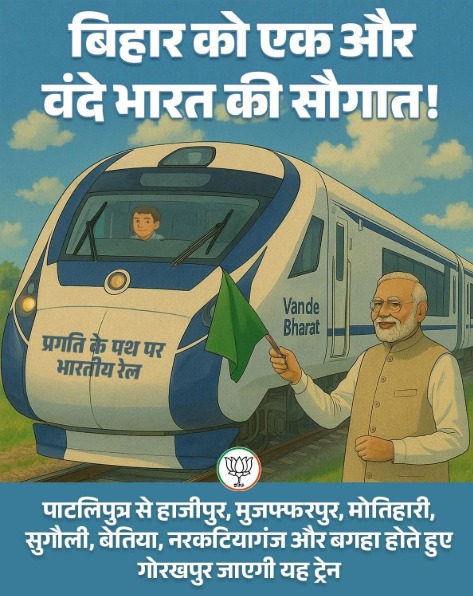 बिहार को एक और
वंदे भारत की सौगात!
Vande
Bharat
प्रगति के पथ पर
भारतीय रेल
पाटलिपुत्र से हाजीपुर, मुजफ्फरपुर, मोतिहारी,
सुगौली, बेतिया, नरकटियागंज और बगहा होते हुए
गोरखपुर जाएगी यह ट्रेन